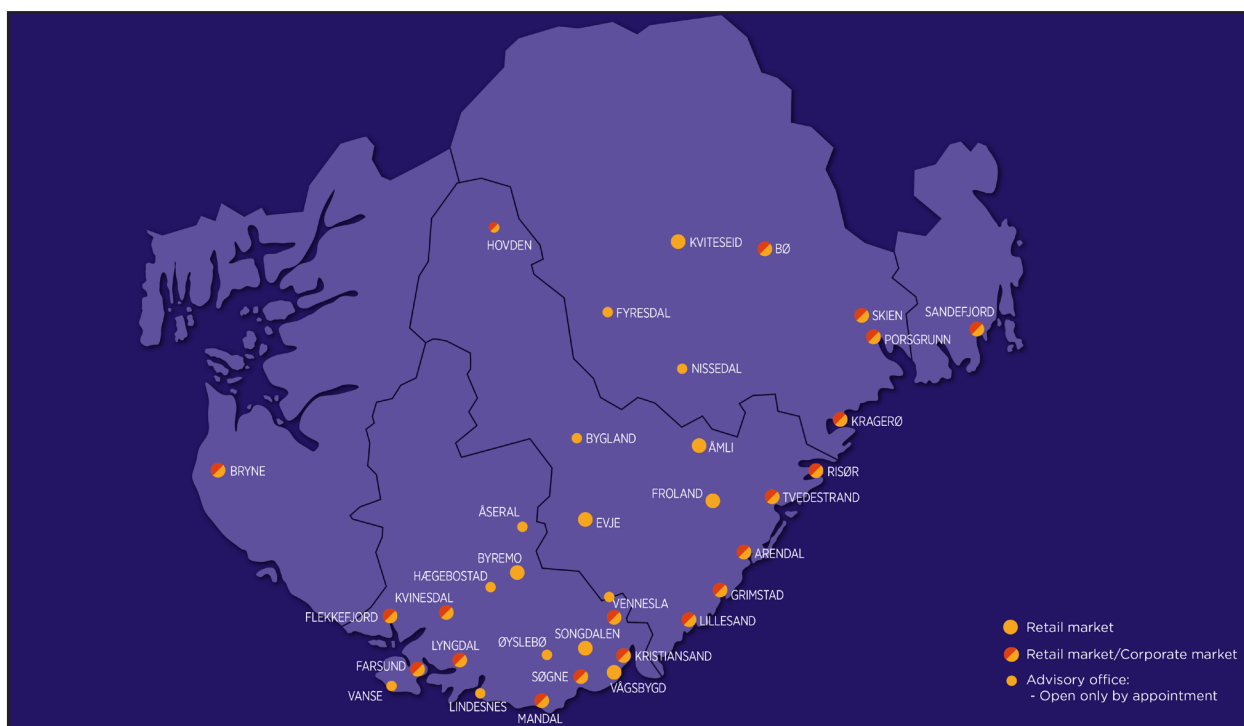 HOVDEN
KVITESEID
BØ
FYRESDAL
SKIEN
SANDEFJORD
PORSGRUNN
NISSEDAL
KRAGERØ
BYGLAND
ÅMLI
BRYNE
RISØR
FROLAND
TVEDESTRAND
ÅSERAL
EVJE
ARENDAL
BYREMO
HÆGEBOSTAD
KVINESDAL
GRIMSTAD
VENNESLA
FLEKKEFJORD
LILLESAND
SONGDALEN
LYNGDAL
ØYSLEBØ
KRISTIANSAND
FARSUND
SØGNE
VÅGSBYGD
VANSE
LINDESNES
MANDAL
Retail market
Retail market/Corporate market
Advisory office:
- Open only by appointment